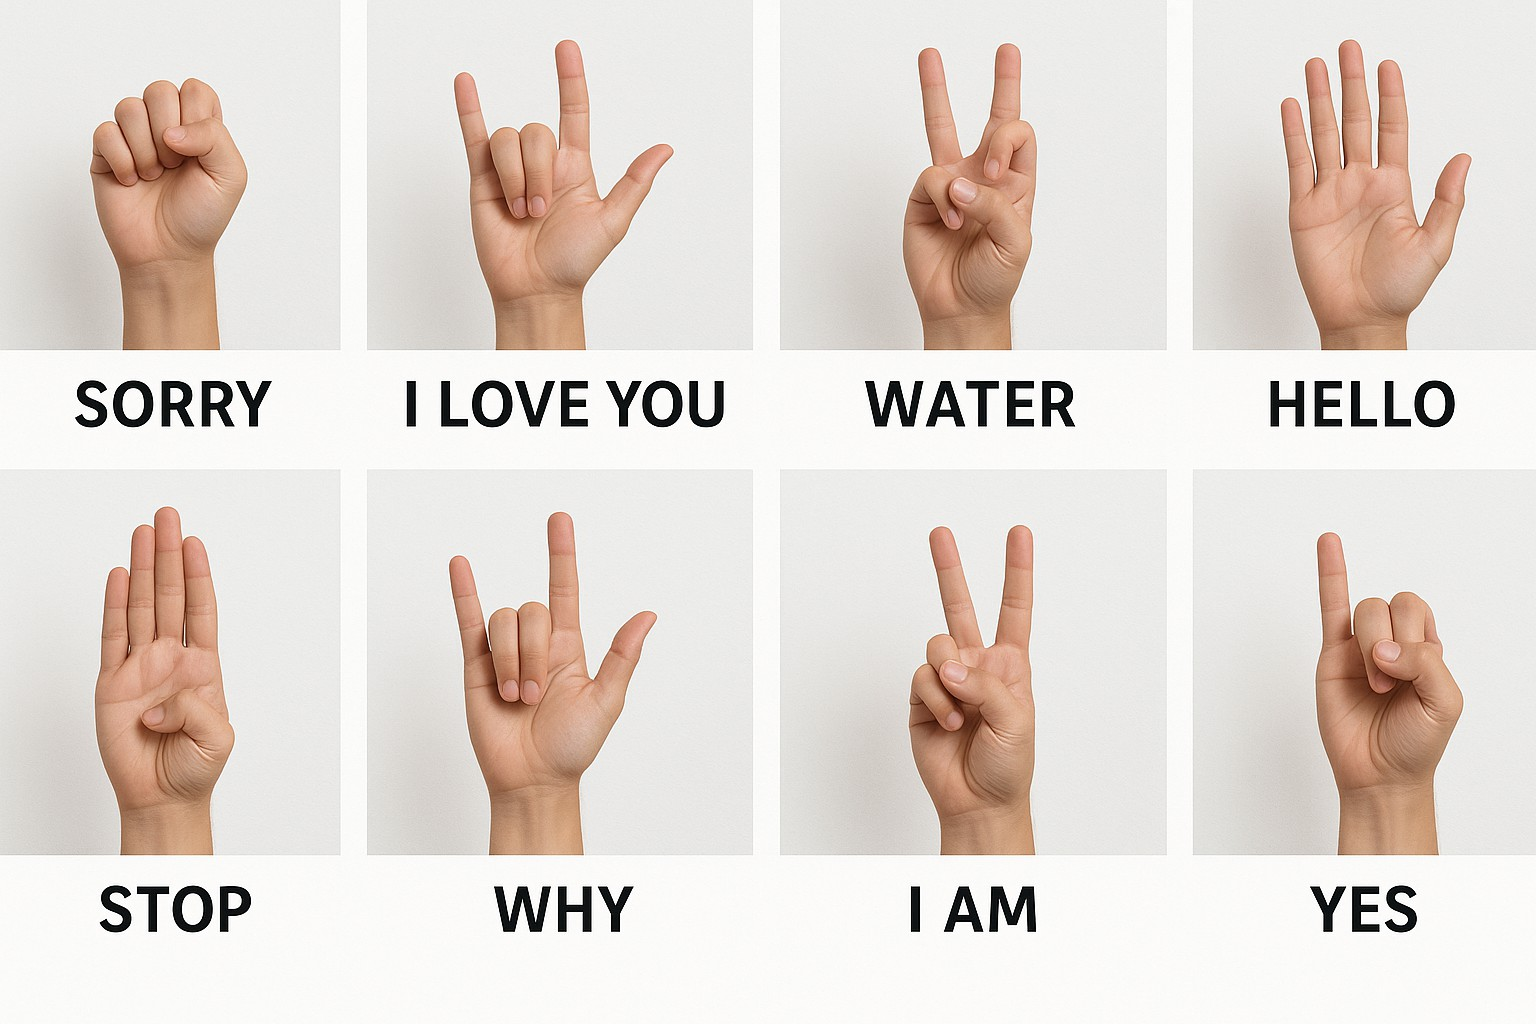 SORRY
I LOVE YOU
WATER
HELLO
STOP
WHY
I AM
YES